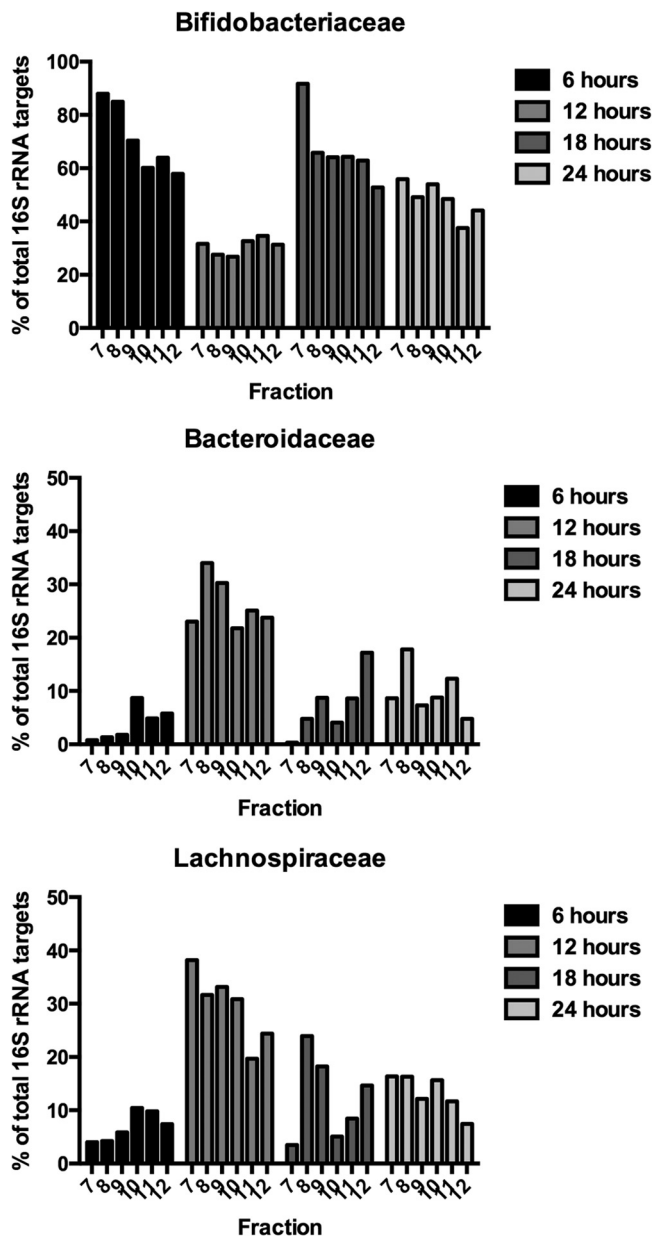 Bifidobacteriaceae
% of total 16S rRNA targets
100
80
60
40
20
0
7 8 9 10 11 12 7 8 9 10 11 12 7 8 9 10 11 12 7 8 9 10 11 12
Fraction
6 hours
12 hours
18 hours
24 hours
Bacteroidaceae
% of total 16S rRNA targets
50
40
30
20
10
0
7 8 9 10 11 12 7 8 9 10 11 12 7 8 9 10 11 12 7 8 9 10 11 12
Fraction
6 hours
12 hours
18 hours
24 hours
Lachnospiraceae
% of total 16S rRNA targets
50
40
30
20
10
0
7 8 9 10 11 12 7 8 9 10 11 12 7 8 9 10 11 12 7 8 9 10 11 12
Fraction
6 hours
12 hours
18 hours
24 hours